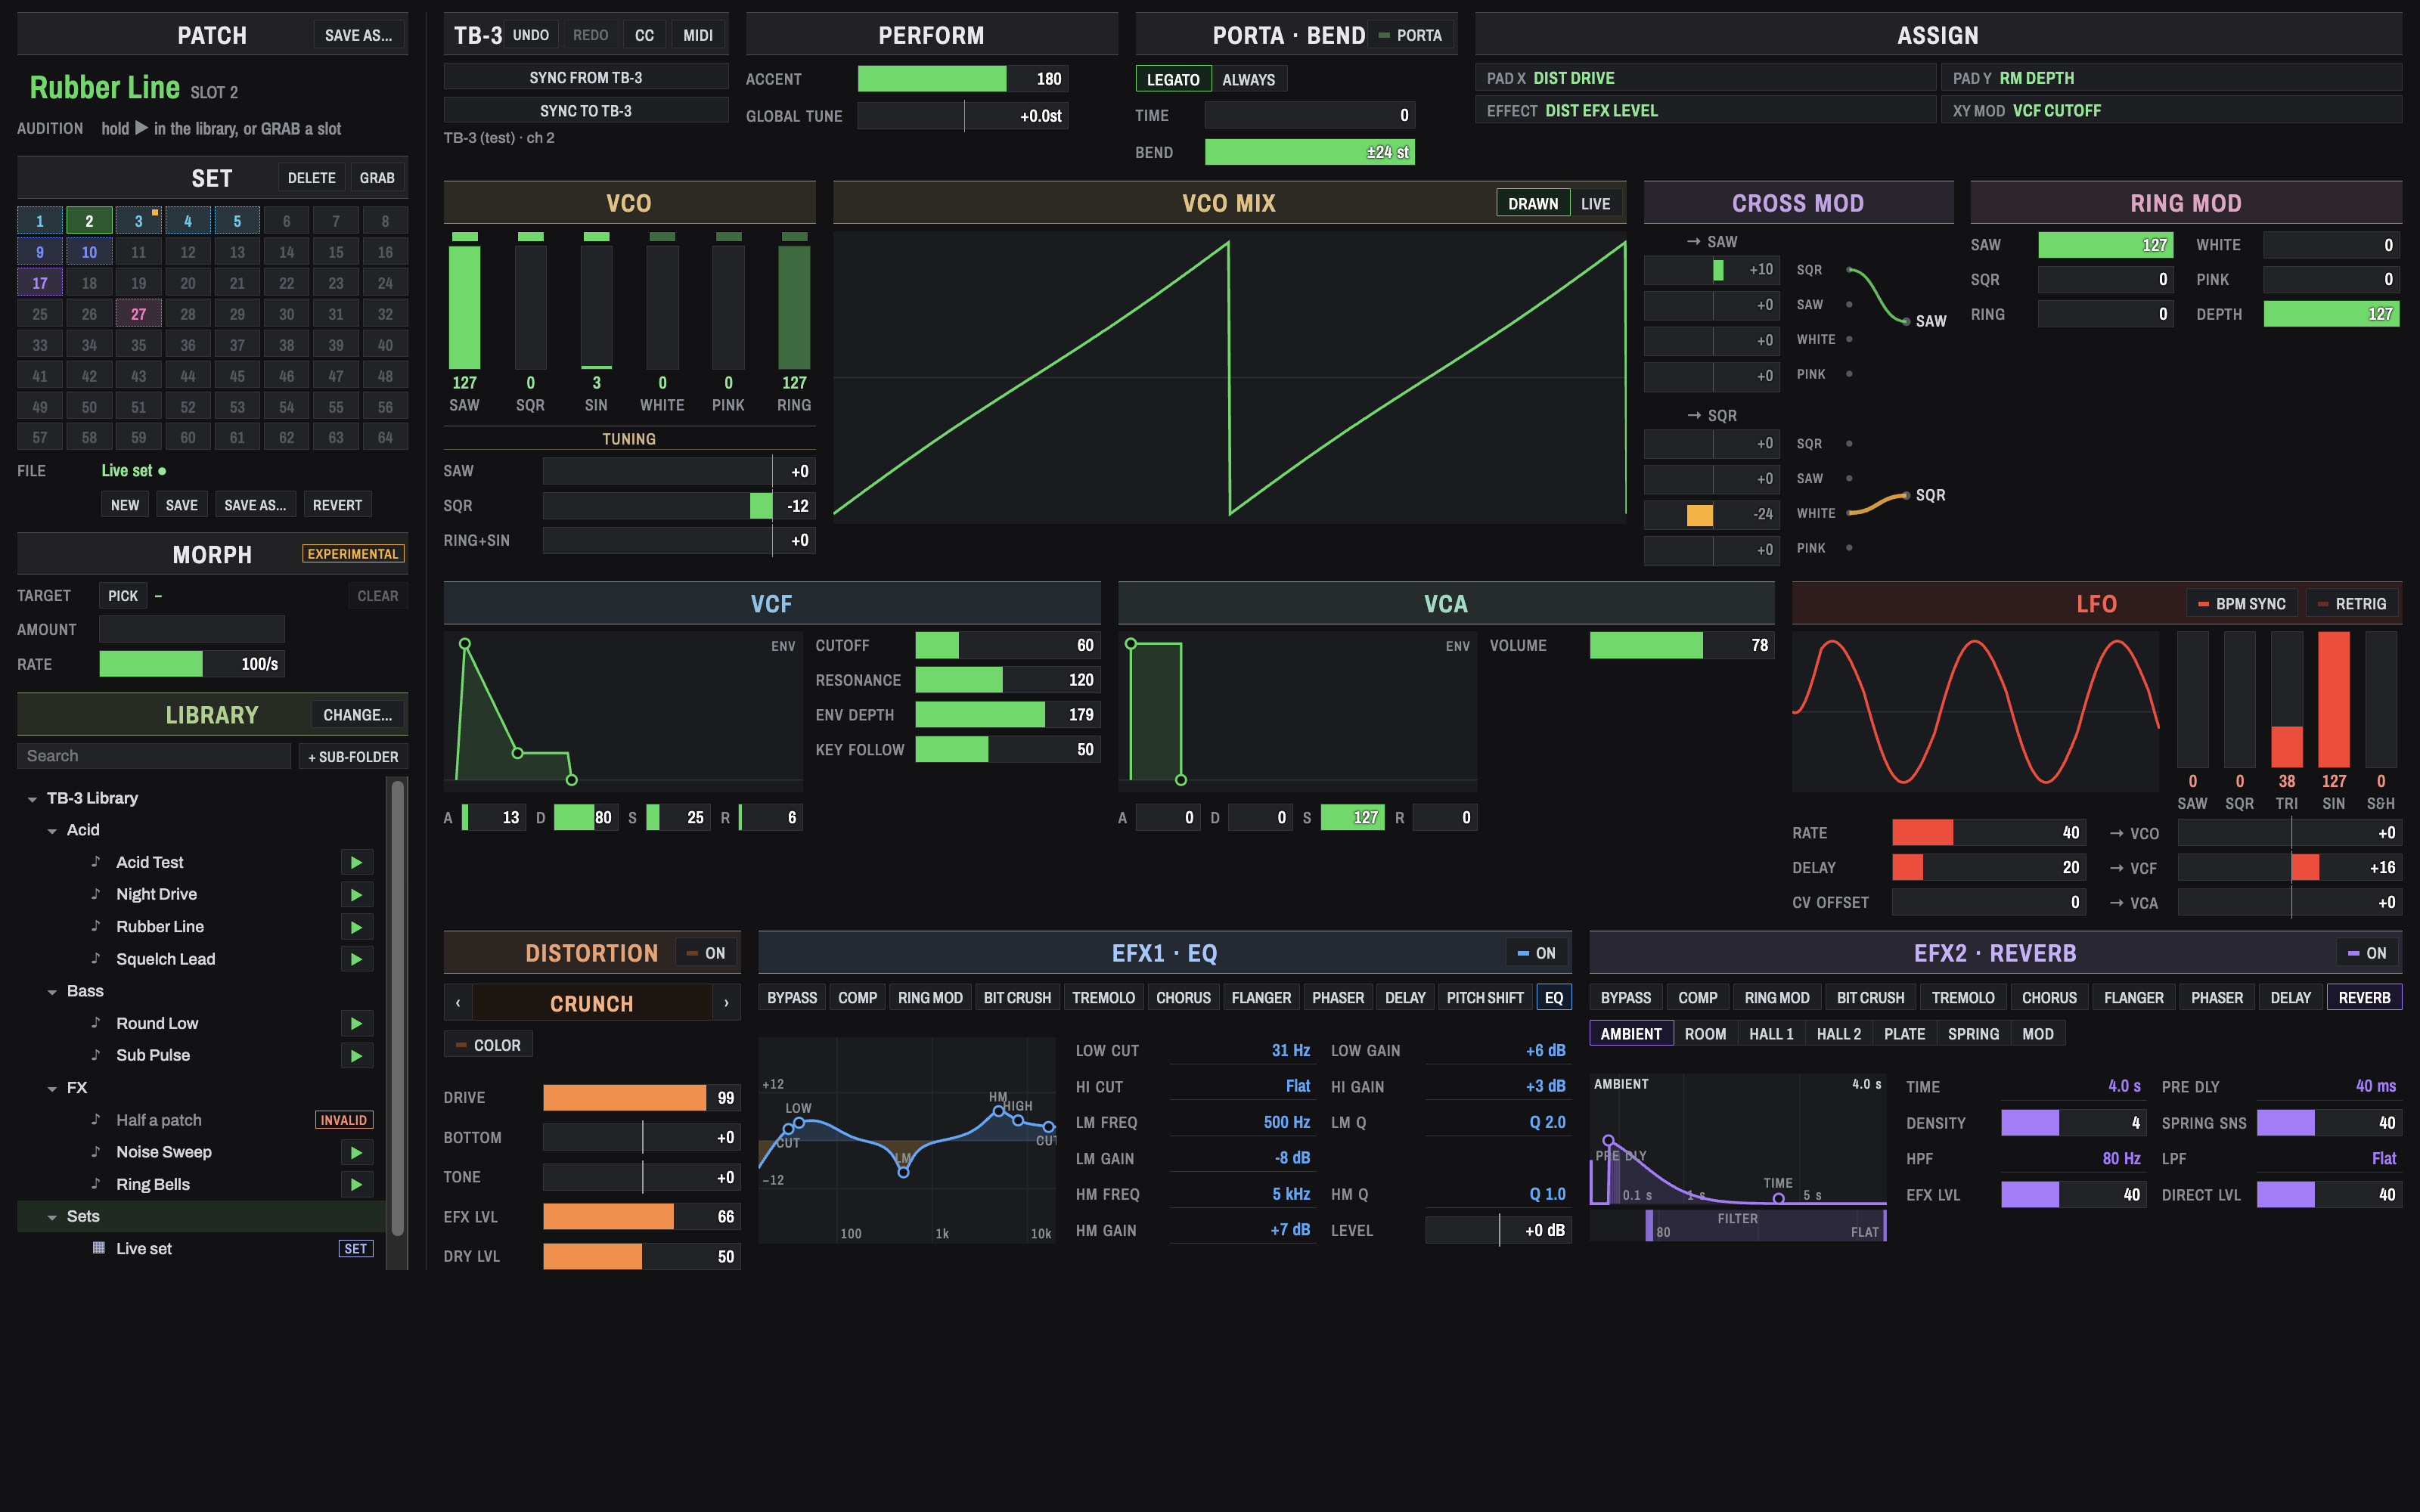 PATCH SAVE AS...
Rubber Line SLOT 2
AUDITION hold ▶ in the library, or GRAB a slot
SET DELETE GRAB
1 2 3 4 5 6 7 8
9 10 11 12 13 14 15 16
17 18 19 20 21 22 23 24
25 26 27 28 29 30 31 32
33 34 35 36 37 38 39 40
41 42 43 44 45 46 47 48
49 50 51 52 53 54 55 56
57 58 59 60 61 62 63 64
FILE Live set ●
NEW SAVE SAVE AS... REVERT
MORPH EXPERIMENTAL
TARGET PICK – CLEAR
AMOUNT
RATE 100/s
LIBRARY CHANGE...
Search + SUB-FOLDER
TB-3 Library
Acid
Acid Test
Night Drive
Rubber Line
Squelch Lead
Bass
Round Low
Sub Pulse
FX
Half a patch INVALID
Noise Sweep
Ring Bells
Sets
Live set SET
TB-3 UNDO REDO CC MIDI
SYNC FROM TB-3
SYNC TO TB-3
TB-3 (test) · ch 2
PERFORM
ACCENT 180
GLOBAL TUNE +0.0st
PORTA · BEND PORTA
LEGATO ALWAYS
TIME 0
BEND ±24 st
ASSIGN
PAD X DIST DRIVE PAD Y RM DEPTH
EFFECT DIST EFX LEVEL XY MOD VCF CUTOFF
VCO
127 0 3 0 0 127
SAW SQR SIN WHITE PINK RING
TUNING
SAW +0
SQR -12
RING+SIN +0
VCO MIX DRAWN LIVE
CROSS MOD
→ SAW
+10 SQR
+0 SAW
SAW
+0 WHITE
+0 PINK
→ SQR
+0 SQR
+0 SAW
SQR
-24 WHITE
+0 PINK
RING MOD
SAW 127 WHITE 0
SQR 0 PINK 0
RING 0 DEPTH 127
VCF
ENV
CUTOFF 60
RESONANCE 120
ENV DEPTH 179
KEY FOLLOW 50
A 13 D 80 S 25 R 6
VCA
ENV
VOLUME 78
A 0 D 0 S 127 R 0
LFO BPM SYNC RETRIG
0 0 38 127 0
SAW SQR TRI SIN S&H
RATE 40 → VCO +0
DELAY 20 → VCF +16
CV OFFSET 0 → VCA +0
DISTORTION ON
‹ CRUNCH ›
COLOR
DRIVE 99
BOTTOM +0
TONE +0
EFX LVL 66
DRY LVL 50
EFX1 · EQ ON
BYPASS COMP RING MOD BIT CRUSH TREMOLO CHORUS FLANGER PHASER DELAY PITCH SHIFT EQ
+12
LOW HM HIGH
CUT CUT
LM
−12
100 1k 10k
LOW CUT 31 Hz LOW GAIN +6 dB
HI CUT Flat HI GAIN +3 dB
LM FREQ 500 Hz LM Q Q 2.0
LM GAIN -8 dB
HM FREQ 5 kHz HM Q Q 1.0
HM GAIN +7 dB LEVEL +0 dB
EFX2 · REVERB ON
BYPASS COMP RING MOD BIT CRUSH TREMOLO CHORUS FLANGER PHASER DELAY REVERB
AMBIENT ROOM HALL 1 HALL 2 PLATE SPRING MOD
AMBIENT 4.0 s
PRE DLY
TIME
0.1 s 1 s 5 s
FILTER
80 FLAT
TIME 4.0 s PRE DLY 40 ms
DENSITY 4 SPRING SNS 40
HPF 80 Hz LPF Flat
EFX LVL 40 DIRECT LVL 40